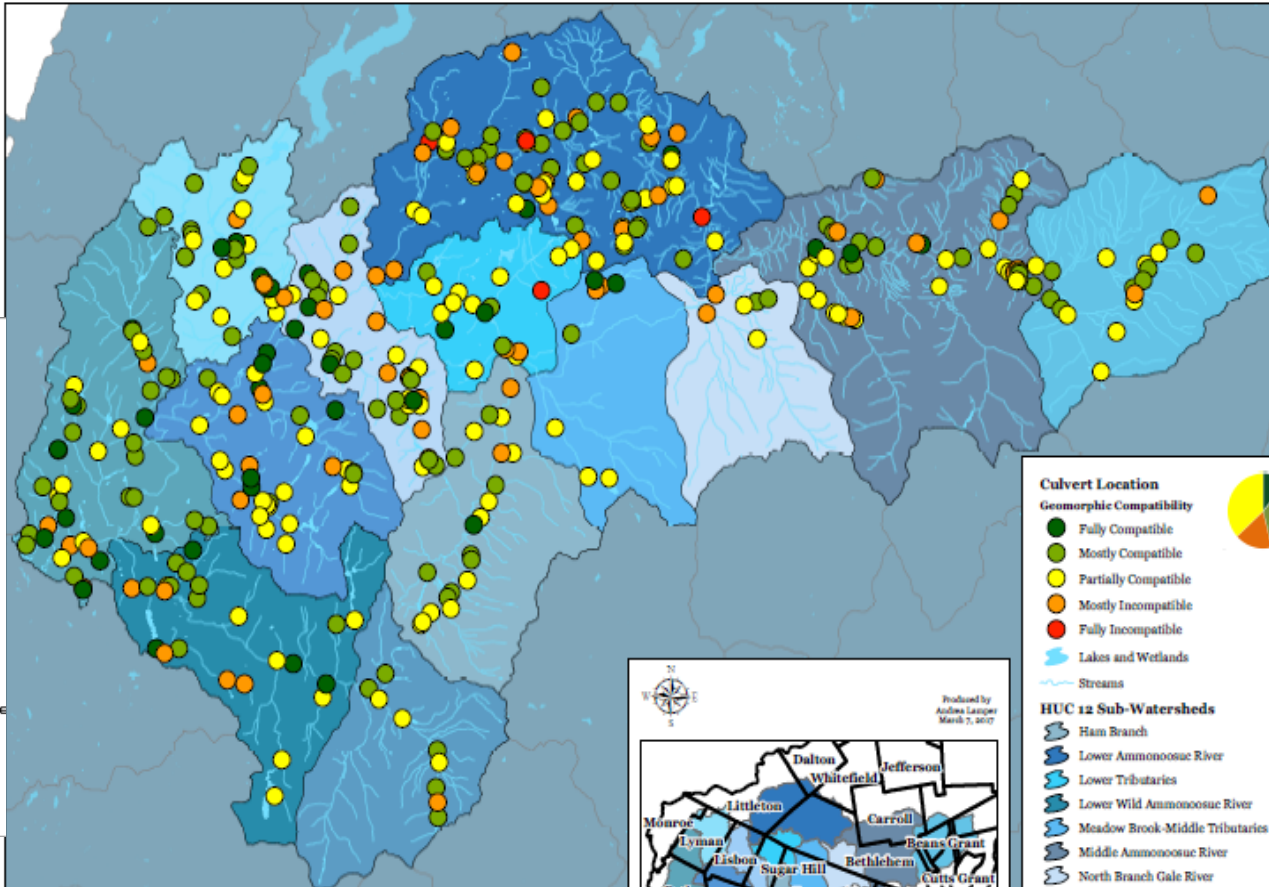 Culvert Location
Geomorphic Compatibility
Fully Compatible
Mostly Compatible
Partially Compatible
Mostly Incompatible
Fully Incompatible
Lakes and Wetlands
Streams
HUC 12 Sub-Watersheds
Ham Branch
Lower Ammonoosuc River
Lower Tributaries
Lower Wild Ammonoosuc River
Meadow Brook-Middle Tributaries
Middle Ammonoosuc River
North Branch Gale River
N
W E
S
Produced by
Andrea Lamper
March 7, 2017
Dalton
Whitefield
Jefferson
Littleton
Monroe
Carroll
Lyman
Beans Grant
Lisbon
Bethlehem
Sugar Hill
Cutts Grant
e